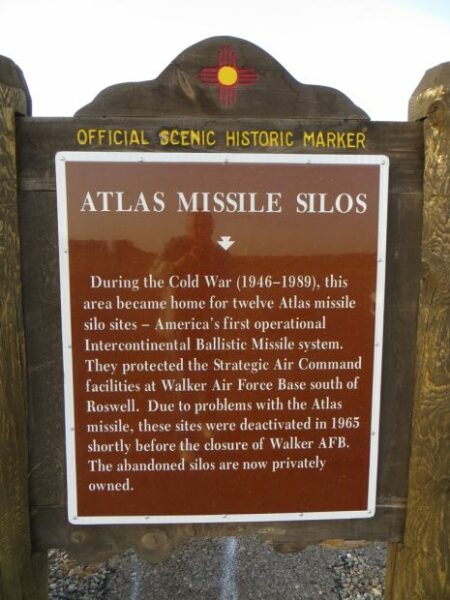 OFFICIAL SCENIC HISTORIC MARKER
ATLAS MISSILE SILOS
During the Cold War (1946–1989), this
area became home for twelve Atlas missile
silo sites – America's first operational
Intercontinental Ballistic Missile system.
They protected the Strategic Air Command
facilities at Walker Air Force Base south of
Roswell. Due to problems with the Atlas
missile, these sites were deactivated in 1965
shortly before the closure of Walker AFB.
The abandoned silos are now privately
owned.